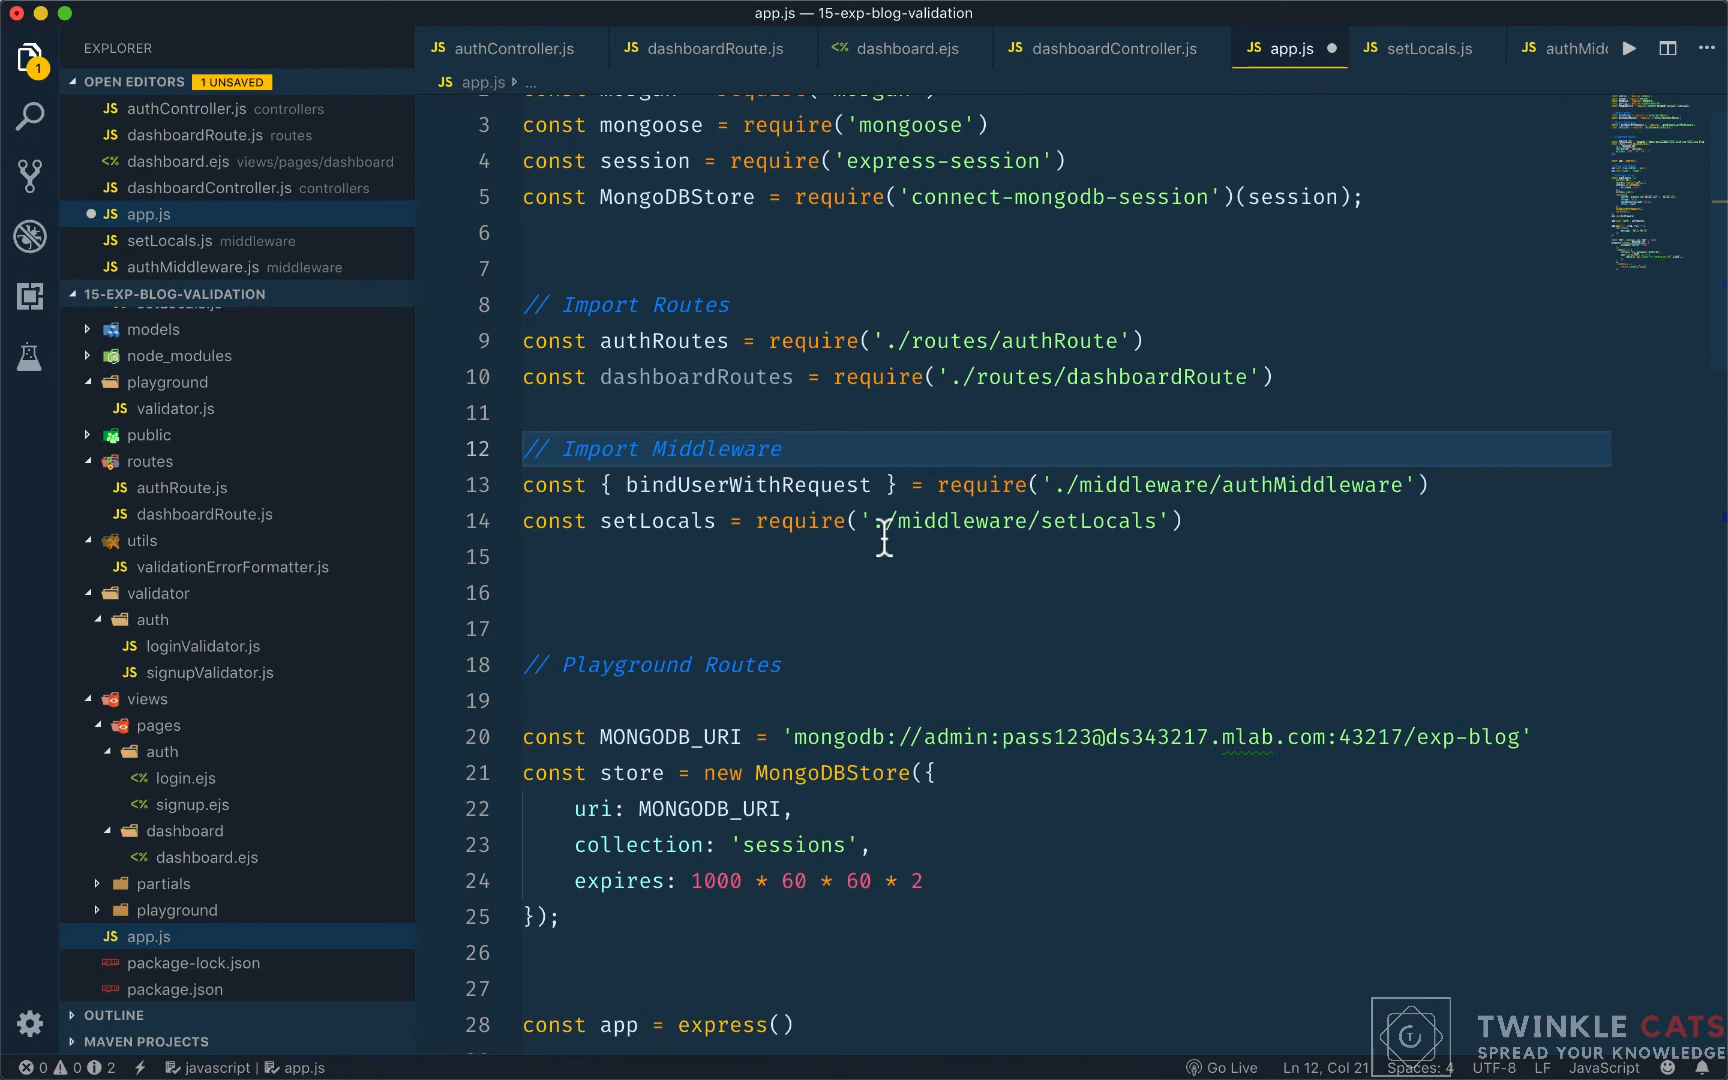 app.js — 15-exp-blog-validation
EXPLORER
OPEN EDITORS 1 UNSAVED
JS authController.js controllers
JS dashboardRoute.js routes
<% dashboard.ejs views/pages/dashboard
JS dashboardController.js controllers
JS app.js
JS setLocals.js middleware
JS authMiddleware.js middleware
15-EXP-BLOG-VALIDATION
models
node_modules
playground
JS validator.js
public
routes
JS authRoute.js
JS dashboardRoute.js
utils
JS validationErrorFormatter.js
validator
auth
JS loginValidator.js
JS signupValidator.js
views
pages
auth
<% login.ejs
<% signup.ejs
dashboard
<% dashboard.ejs
partials
playground
JS app.js
package-lock.json
package.json
OUTLINE
MAVEN PROJECTS
JS authController.js JS dashboardRoute.js <% dashboard.ejs JS dashboardController.js JS app.js JS setLocals.js JS
JS app.js ...
3 const mongoose = require('mongoose')
4 const session = require('express-session')
5 const MongoDBStore = require('connect-mongodb-session')(session);
6
7
8 // Import Routes
9 const authRoutes = require('./routes/authRoute')
10 const dashboardRoutes = require('./routes/dashboardRoute')
11
12 // Import Middleware
13 const { bindUserWithRequest } = require('./middleware/authMiddleware')
14 const setLocals = require('./middleware/setLocals')
15
16
17
18 // Playground Routes
19
20 const MONGODB_URI = 'mongodb://admin:pass123@ds343217.mlab.com:43217/exp-blog'
21 const store = new MongoDBStore({
22 uri: MONGODB_URI,
23 collection: 'sessions',
24 expires: 1000 * 60 * 60 * 2
25 });
26
27
28 const app = express()
TWINKLE CATS
SPREAD YOUR KNOWLEDGE
0 0 2 javascript | app.js Go Live Ln 12, Col 21 Spaces: 4 UTF-8 LF JavaScript